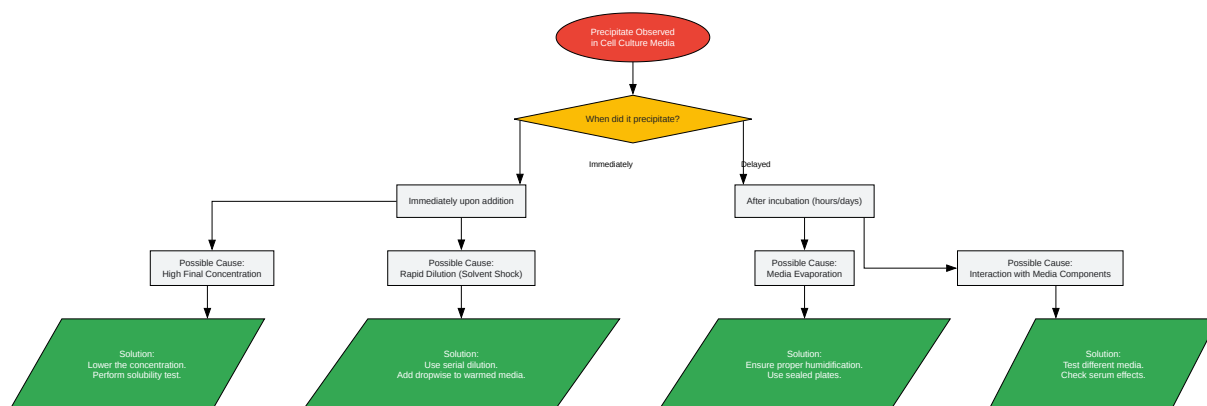 Precipitate Observed
in Cell Culture Media
When did it precipitate?
Immediately
Delayed
Immediately upon addition
After incubation (hours/days)
Possible Cause:
High Final Concentration
Possible Cause:
Rapid Dilution (Solvent Shock)
Possible Cause:
Media Evaporation
Possible Cause:
Interaction with Media Components
Solution:
Lower the concentration.
Perform solubility test.
Solution:
Use serial dilution.
Add dropwise to warmed media.
Solution:
Ensure proper humidification.
Use sealed plates.
Solution:
Test different media.
Check serum effects.